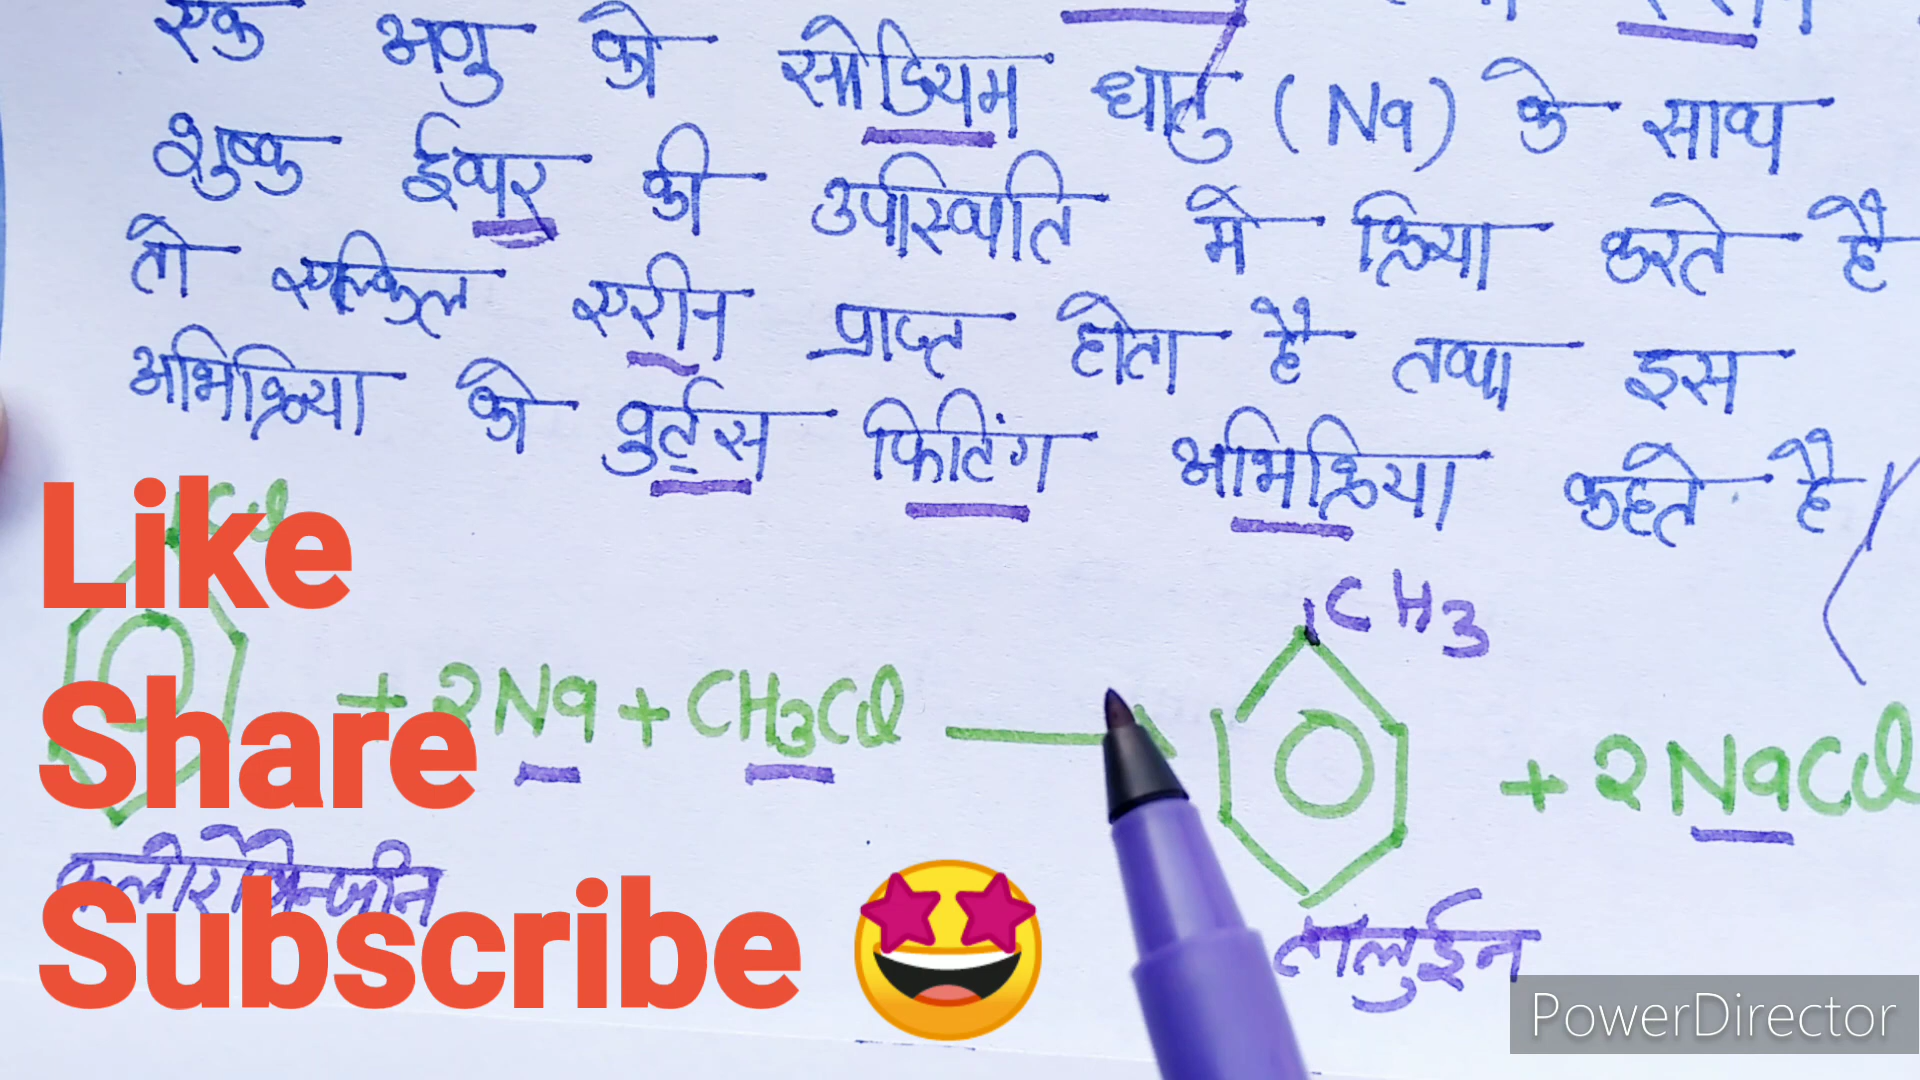 एक अणु को सोडियम धातु (Na) के साथ
शुष्क ईथर की उपस्थिति मे क्रिया करते है
तो एल्किल एरीन प्राप्त होता है तथा इस
अभिक्रिया को वुर्ट्स फिटिंग अभिक्रिया कहते है
Like
Cl
CH3
+ 2Na + CH3Cl
+ 2NaCl
Share
क्लोरोबेन्जीन
Subscribe
टालुईन
PowerDirector